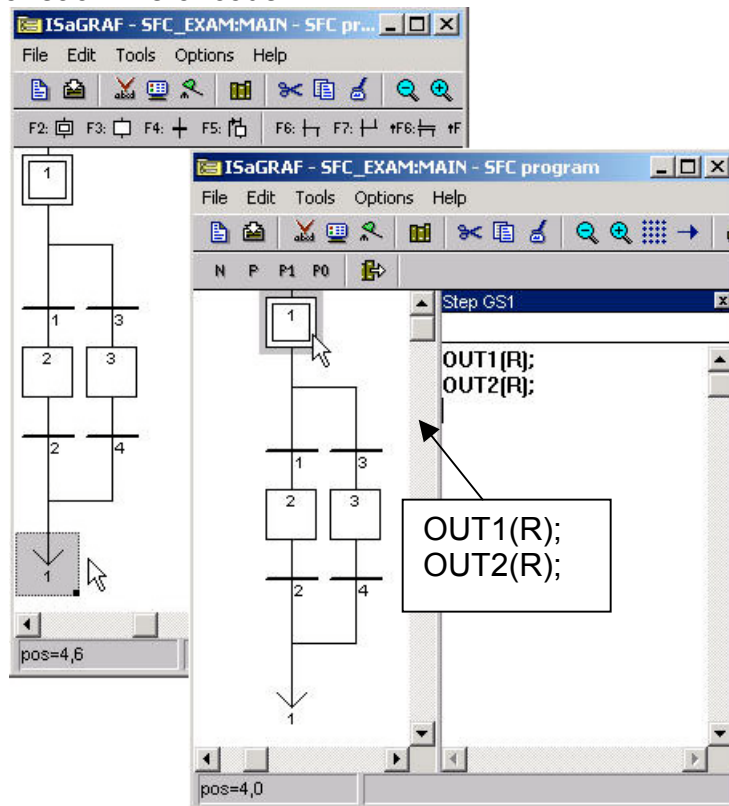 ISaGRAF - SFC_EXAM:MAIN - SFC pr...
File Edit Tools Options Help
F2: F3: F4: F5: F6: F7: F6: F
1
1 3
2 3
2 4
1
pos=4,6
ISaGRAF - SFC_EXAM:MAIN - SFC program
File Edit Tools Options Help
N P P1 P0
Step GS1
1
OUT1(R);
OUT2(R);
1 3
2 3
OUT1(R);
OUT2(R);
2 4
1
pos=4,0